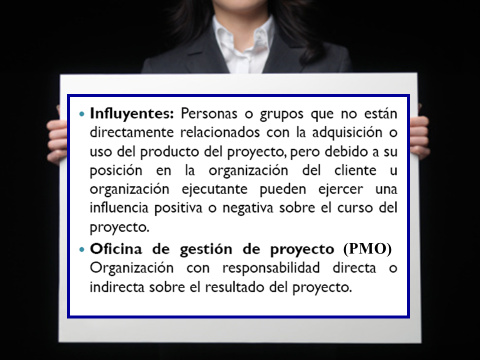 • Influyentes: Personas o grupos que no están
directamente relacionados con la adquisición o
uso del producto del proyecto, pero debido a su
posición en la organización del cliente u
organización ejecutante pueden ejercer una
influencia positiva o negativa sobre el curso del
proyecto.
• Oficina de gestión de proyecto (PMO)
Organización con responsabilidad directa o
indirecta sobre el resultado del proyecto.